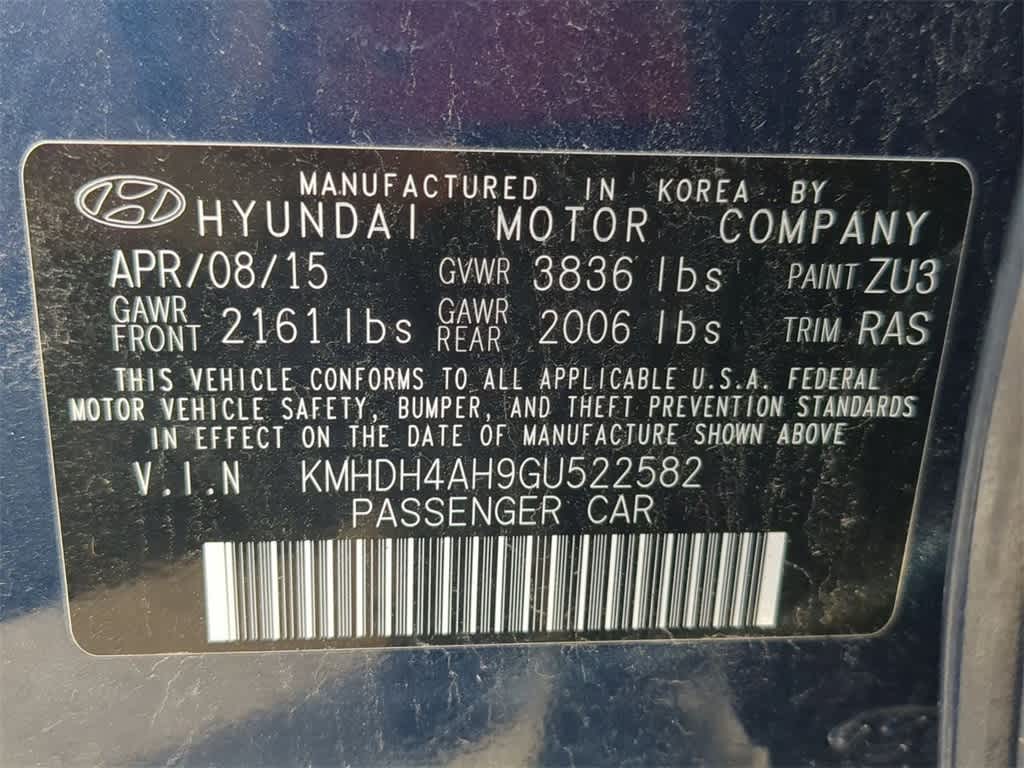 MANUFACTURED IN KOREA BY
HYUNDAI MOTOR COMPANY
APR/08/15 GVWR 3836 lbs PAINT ZU3
GAWR FRONT 2161 lbs GAWR REAR 2006 lbs TRIM RAS
THIS VEHICLE CONFORMS TO ALL APPLICABLE U.S.A. FEDERAL
MOTOR VEHICLE SAFETY, BUMPER, AND THEFT PREVENTION STANDARDS
IN EFFECT ON THE DATE OF MANUFACTURE SHOWN ABOVE
V.I.N KMHDH4AH9GU522582
PASSENGER CAR